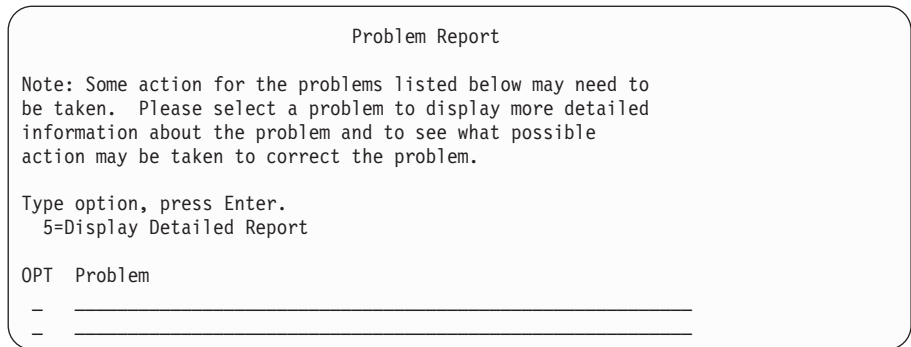 Problem Report
Note: Some action for the problems listed below may need to
be taken.  Please select a problem to display more detailed
information about the problem and to see what possible
action may be taken to correct the problem.
Type option, press Enter.
  5=Display Detailed Report
OPT  Problem
 _   __________________________________________________________
 _   __________________________________________________________